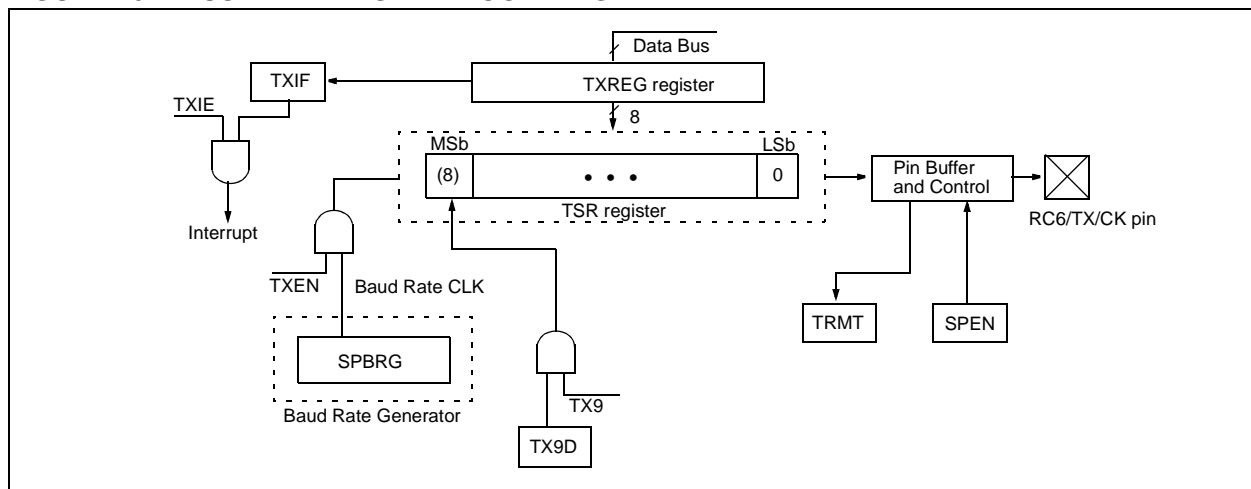 Data Bus
TXIF
TXREG register
TXIE
8
MSb
LSb
(8)
• • •
0
Pin Buffer
and Control
TSR register
Interrupt
RC6/TX/CK pin
TXEN
Baud Rate CLK
TRMT
SPEN
SPBRG
TX9
Baud Rate Generator
TX9D